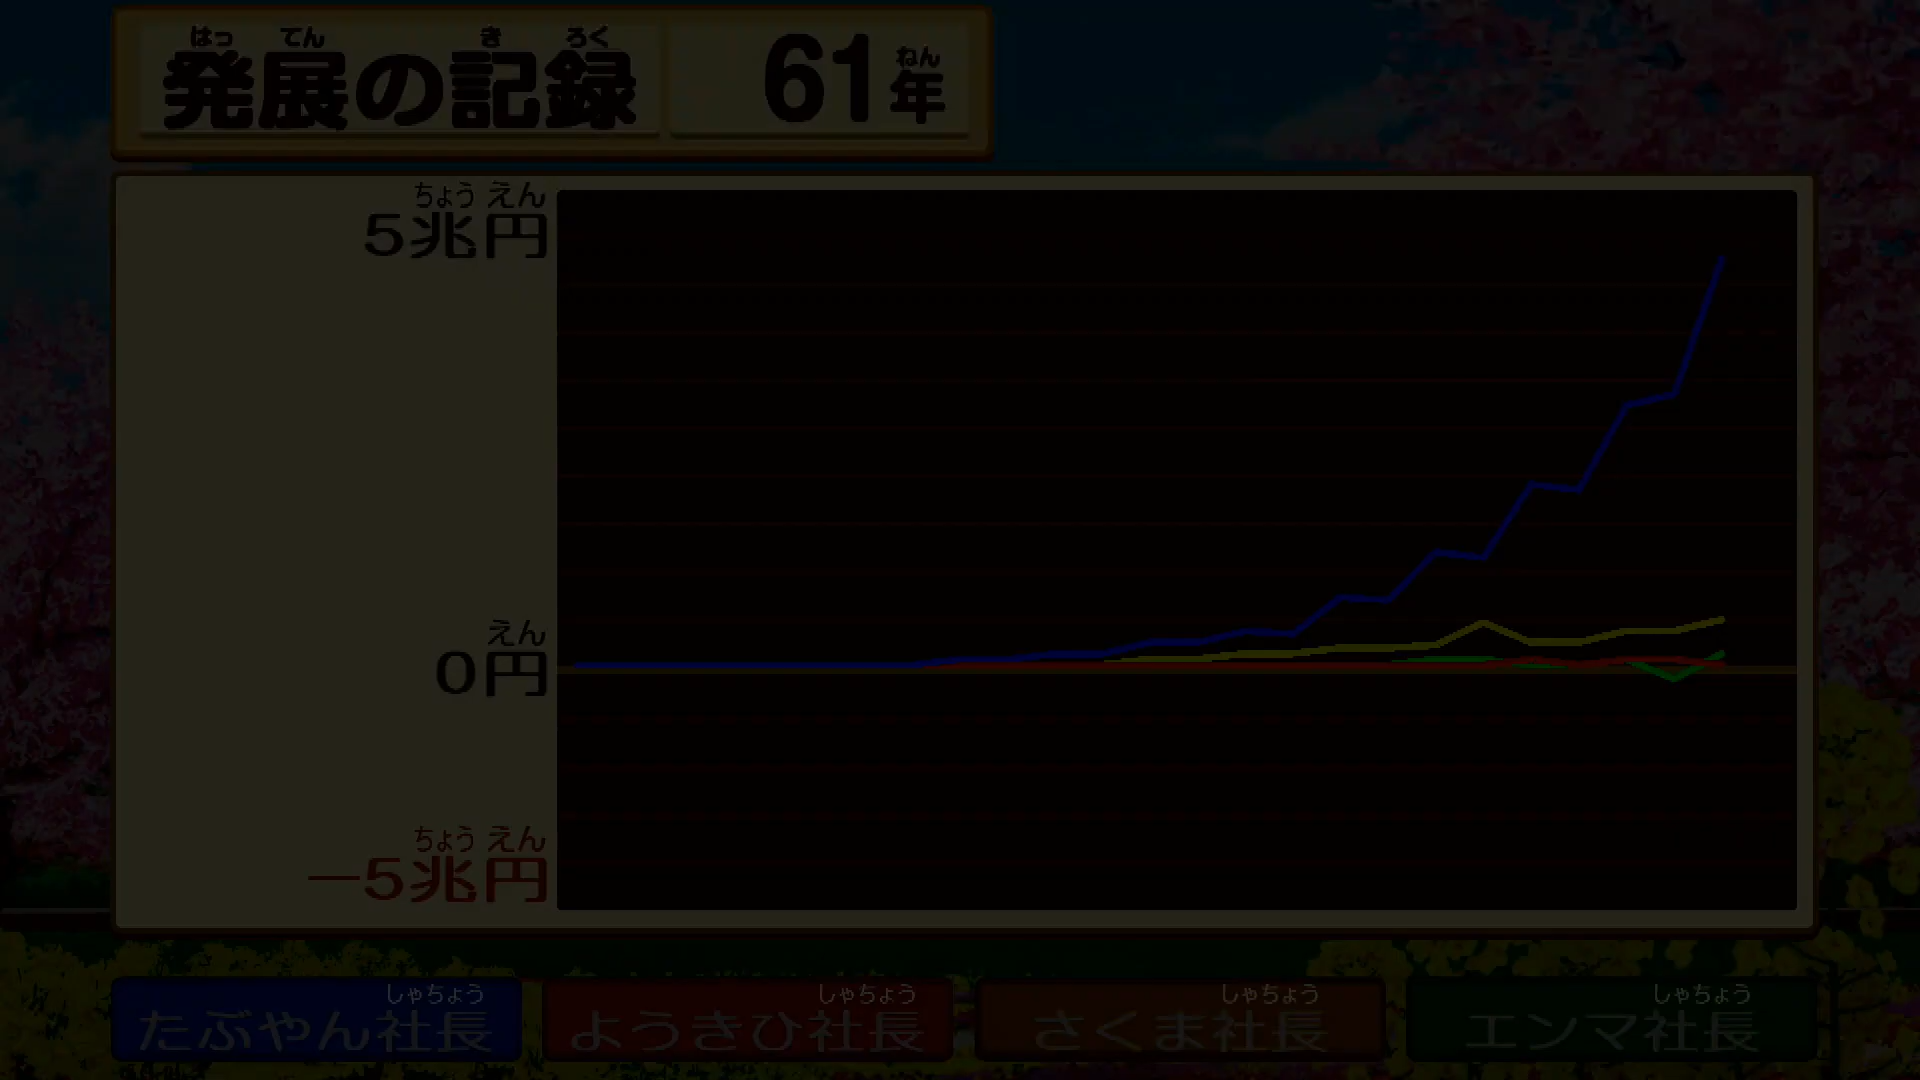 はってんきろく
発展の記録
ねん
61年
ちょうえん
5兆円
えん
0円
ちょうえん
−5兆円
しゃちょう
たぶやん社長
しゃちょう
ようきひ社長
しゃちょう
さくま社長
しゃちょう
エンマ社長